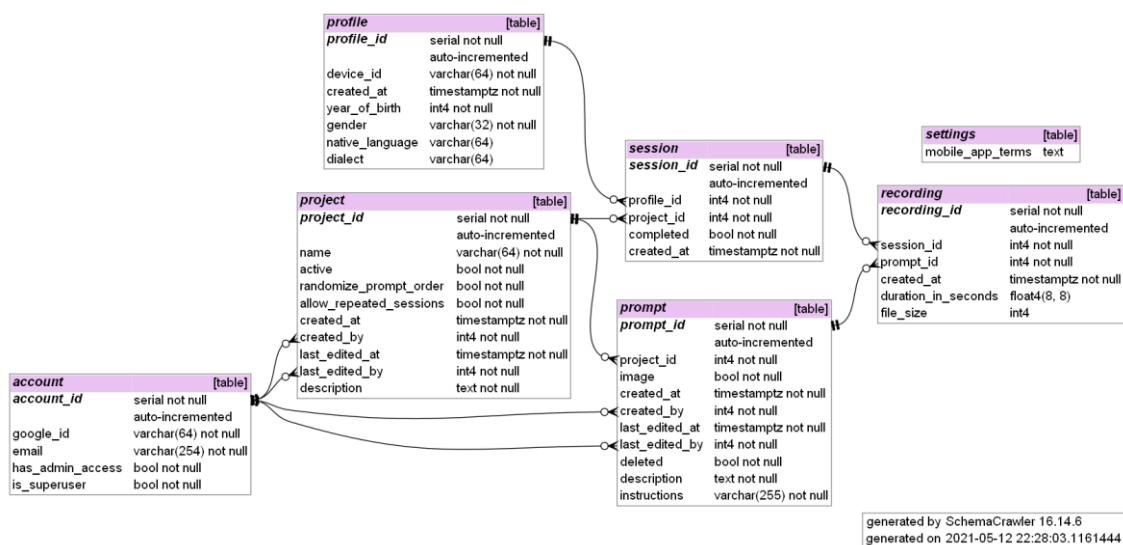 profile [table]
profile_id serial not null
auto-incremented
device_id varchar(64) not null
created_at timestamptz not null
year_of_birth int4 not null
gender varchar(32) not null
native_language varchar(64)
dialect varchar(64)
settings [table]
mobile_app_terms text
session [table]
session_id serial not null
auto-incremented
profile_id int4 not null
project_id int4 not null
completed bool not null
created_at timestamptz not null
recording [table]
recording_id serial not null
auto-incremented
session_id int4 not null
prompt_id int4 not null
created_at timestamptz not null
duration_in_seconds float4(8, 8)
file_size int4
project [table]
project_id serial not null
auto-incremented
name varchar(64) not null
active bool not null
randomize_prompt_order bool not null
allow_repeated_sessions bool not null
created_at timestamptz not null
created_by int4 not null
last_edited_at timestamptz not null
last_edited_by int4 not null
description text not null
prompt [table]
prompt_id serial not null
auto-incremented
project_id int4 not null
image bool not null
created_at timestamptz not null
created_by int4 not null
last_edited_at timestamptz not null
last_edited_by int4 not null
deleted bool not null
description text not null
instructions varchar(255) not null
account [table]
account_id serial not null
auto-incremented
google_id varchar(64) not null
email varchar(254) not null
has_admin_access bool not null
is_superuser bool not null
generated by SchemaCrawler 16.14.6
generated on 2021-05-12 22:28:03.1161444